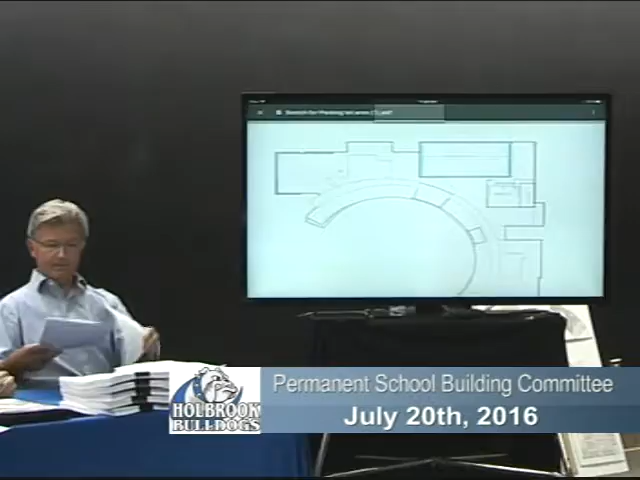 Permanent School Building Committee
July 20th, 2016
HOLBROOK
BULLDOGS